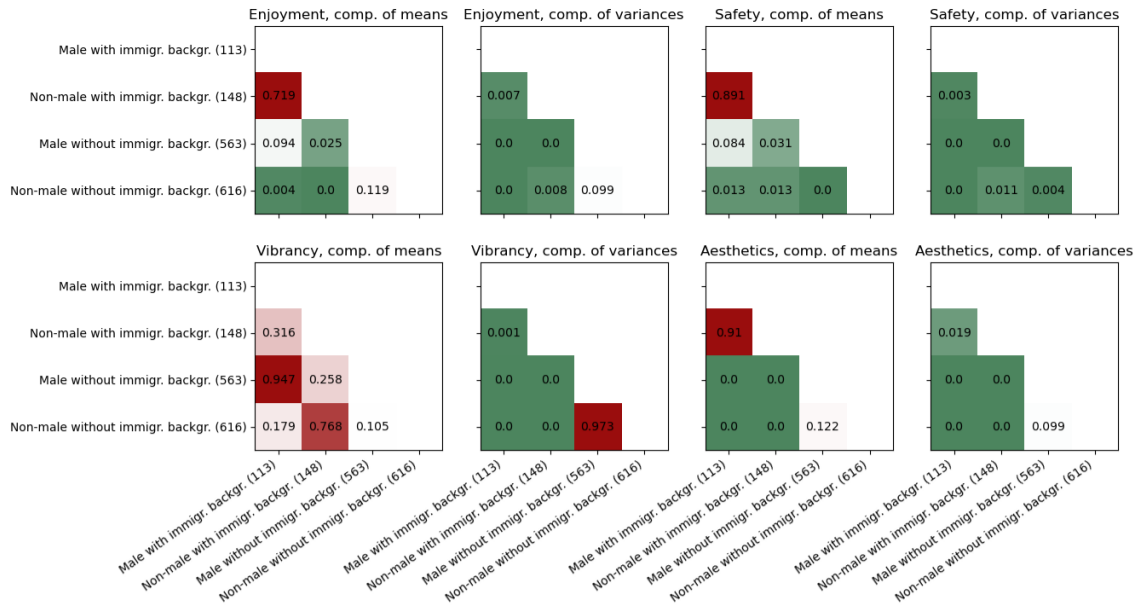 Enjoyment, comp. of means
Enjoyment, comp. of variances
Safety, comp. of means
Safety, comp. of variances
Male with immigr. backgr. (113)
Non-male with immigr. backgr. (148)
0.719
0.007
0.891
0.003
Male without immigr. backgr. (563)
0.094 0.025
0.0 0.0
0.084 0.031
0.0 0.0
Non-male without immigr. backgr. (616)
0.004 0.0 0.119
0.0 0.008 0.099
0.013 0.013 0.0
0.0 0.011 0.004
Vibrancy, comp. of means
Vibrancy, comp. of variances
Aesthetics, comp. of means
Aesthetics, comp. of variances
Male with immigr. backgr. (113)
Non-male with immigr. backgr. (148)
0.316
0.001
0.91
0.019
Male without immigr. backgr. (563)
0.947 0.258
0.0 0.0
0.0 0.0
0.0 0.0
Non-male without immigr. backgr. (616)
0.179 0.768 0.105
0.0 0.0 0.973
0.0 0.0 0.122
0.0 0.0 0.099
Male with immigr. backgr. (113)
Non-male with immigr. backgr. (148)
Male without immigr. backgr. (563)
Non-male without immigr. backgr. (616)
Male with immigr. backgr. (113)
Non-male with immigr. backgr. (148)
Male without immigr. backgr. (563)
Non-male without immigr. backgr. (616)
Male with immigr. backgr. (113)
Non-male with immigr. backgr. (148)
Male without immigr. backgr. (563)
Non-male without immigr. backgr. (616)
Male with immigr. backgr. (113)
Non-male with immigr. backgr. (148)
Male without immigr. backgr. (563)
Non-male without immigr. backgr. (616)